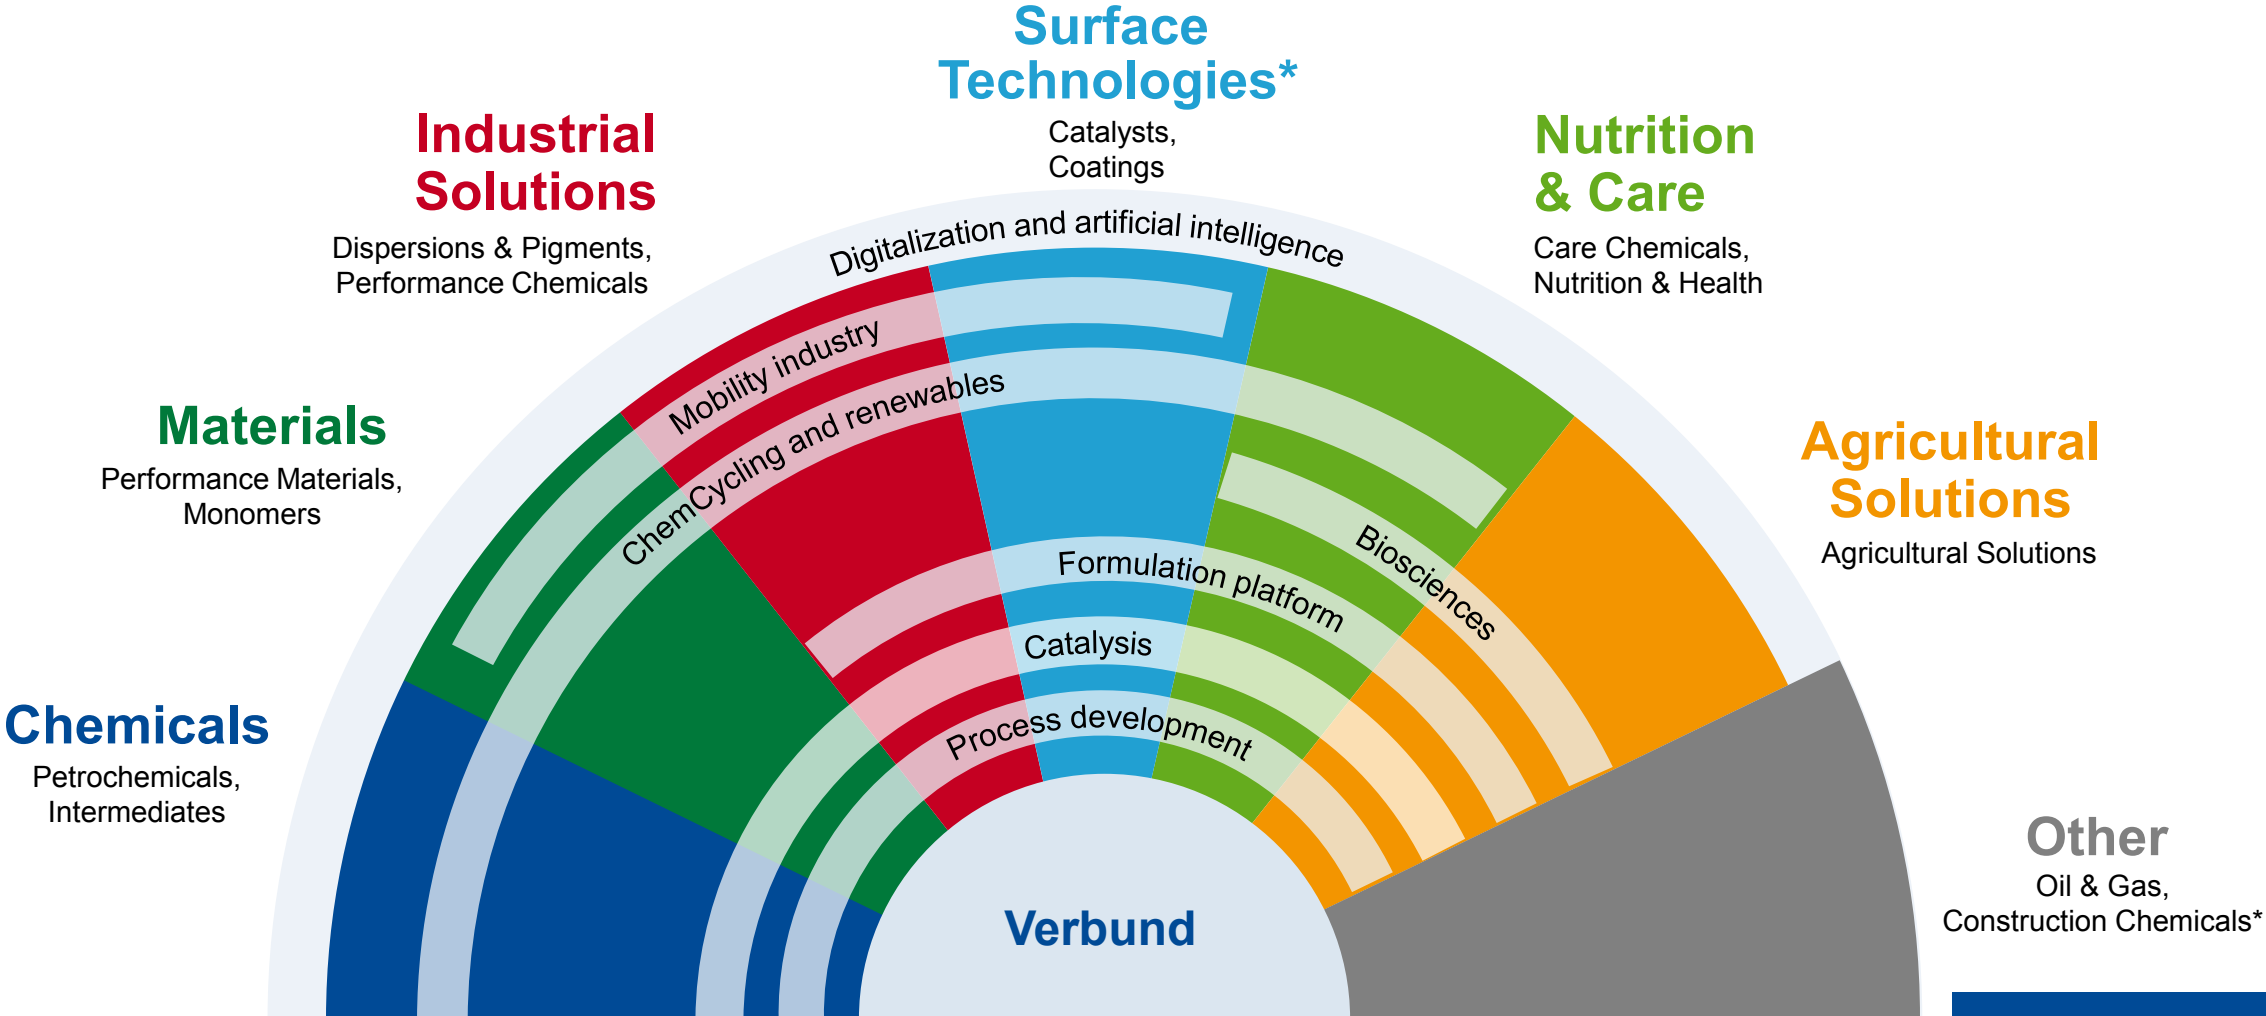 Surface
Technologies*
Catalysts,
Coatings
Industrial
Solutions
Dispersions & Pigments,
Performance Chemicals
Nutrition
& Care
Care Chemicals,
Nutrition & Health
Materials
Performance Materials,
Monomers
Agricultural
Solutions
Agricultural Solutions
Chemicals
Petrochemicals,
Intermediates
Other
Oil & Gas,
Construction Chemicals*
Digitalization and artificial intelligence
Mobility industry
ChemCycling and renewables
Biosciences
Formulation platform
Catalysis
Process development
Verbund